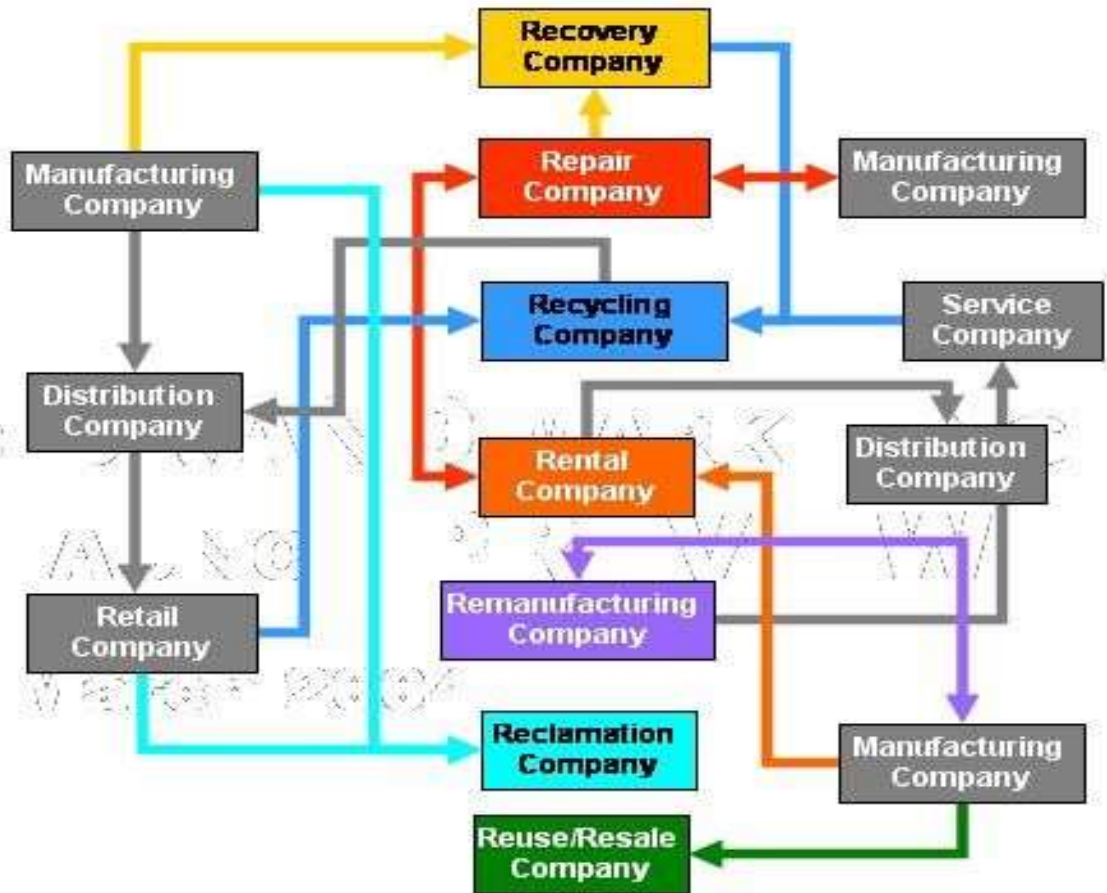 Recovery
Company
Manufacturing
Company
Repair
Company
Manufacturing
Company
Recycling
Company
Service
Company
Distribution
Company
Rental
Company
Distribution
Company
Remanufacturing
Company
Retail
Company
Reclamation
Company
Manufacturing
Company
Reuse/Resale
Company